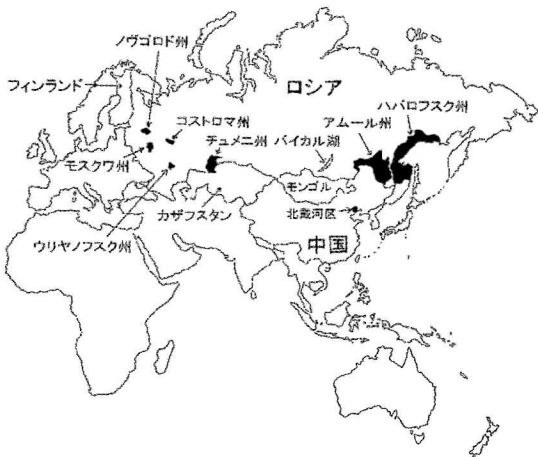 ノヴゴロド州
フィンランド
ロシア
コストロマ州
ハバロフスク州
アムール州
チュメニ州
バイカル湖
モスクワ州
モンゴル
カザフスタン
北戴河区
ウリヤノフスク州
中国